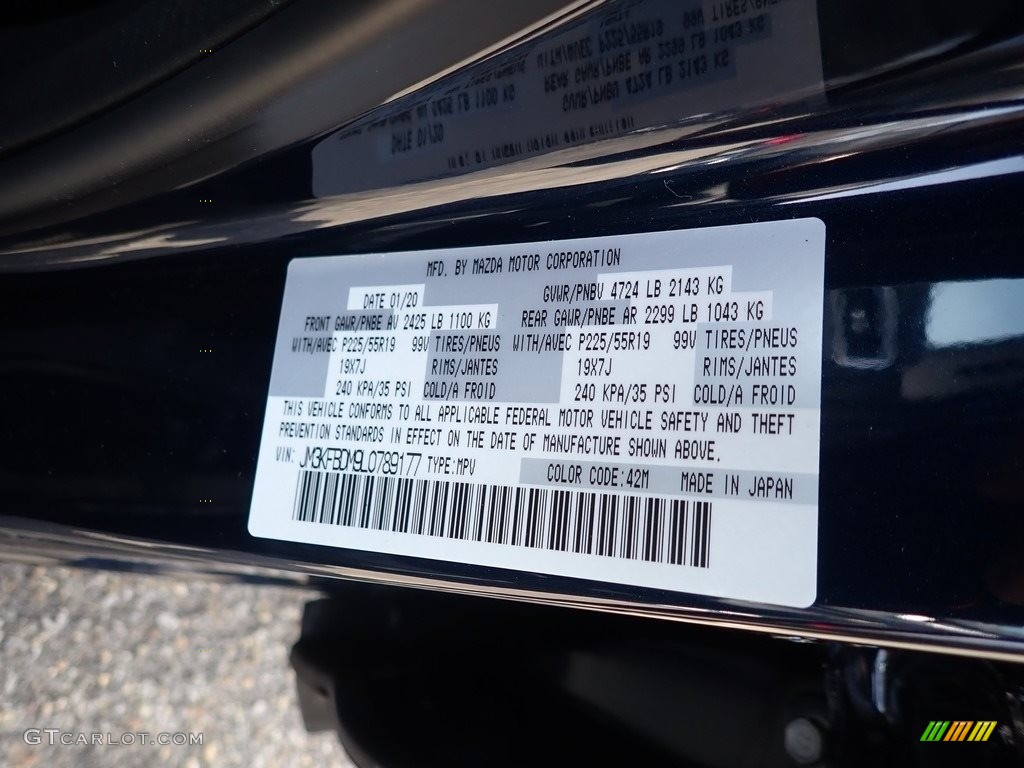 MFD. BY MAZDA MOTOR CORPORATION
DATE 01/20 GVWR/PNBV 4724 LB 2143 KG
FRONT GAWR/PNBE AV 2425 LB 1100 KG REAR GAWR/PNBE AR 2299 LB 1043 KG
WITH/AVEC P225/55R19 99V TIRES/PNEUS WITH/AVEC P225/55R19 99V TIRES/PNEUS
19X7J RIMS/JANTES 19X7J RIMS/JANTES
240 KPA/35 PSI COLD/A FROID 240 KPA/35 PSI COLD/A FROID
THIS VEHICLE CONFORMS TO ALL APPLICABLE FEDERAL MOTOR VEHICLE SAFETY AND THEFT
PREVENTION STANDARDS IN EFFECT ON THE DATE OF MANUFACTURE SHOWN ABOVE.
VIN: JM3KFBDM9L0789177 TYPE:MPV COLOR CODE:42M MADE IN JAPAN
GTCARLOT.COM